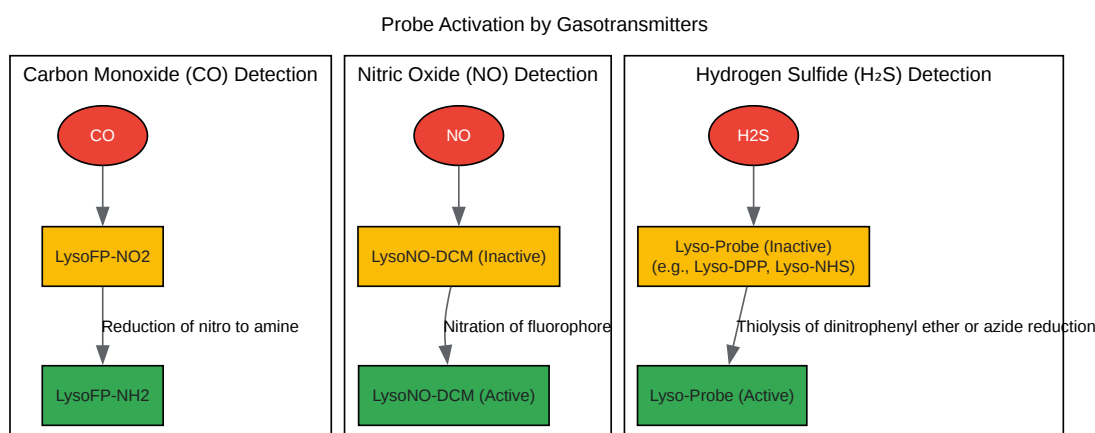 Probe Activation by Gasotransmitters
Carbon Monoxide (CO) Detection
CO
LysoFP-NO2
Reduction of nitro to amine
LysoFP-NH2
Nitric Oxide (NO) Detection
NO
LysoNO-DCM (Inactive)
Nitration of fluorophore
LysoNO-DCM (Active)
Hydrogen Sulfide (H₂S) Detection
H2S
Lyso-Probe (Inactive)
(e.g., Lyso-DPP, Lyso-NHS)
Thiolysis of dinitrophenyl ether or azide reduction
Lyso-Probe (Active)